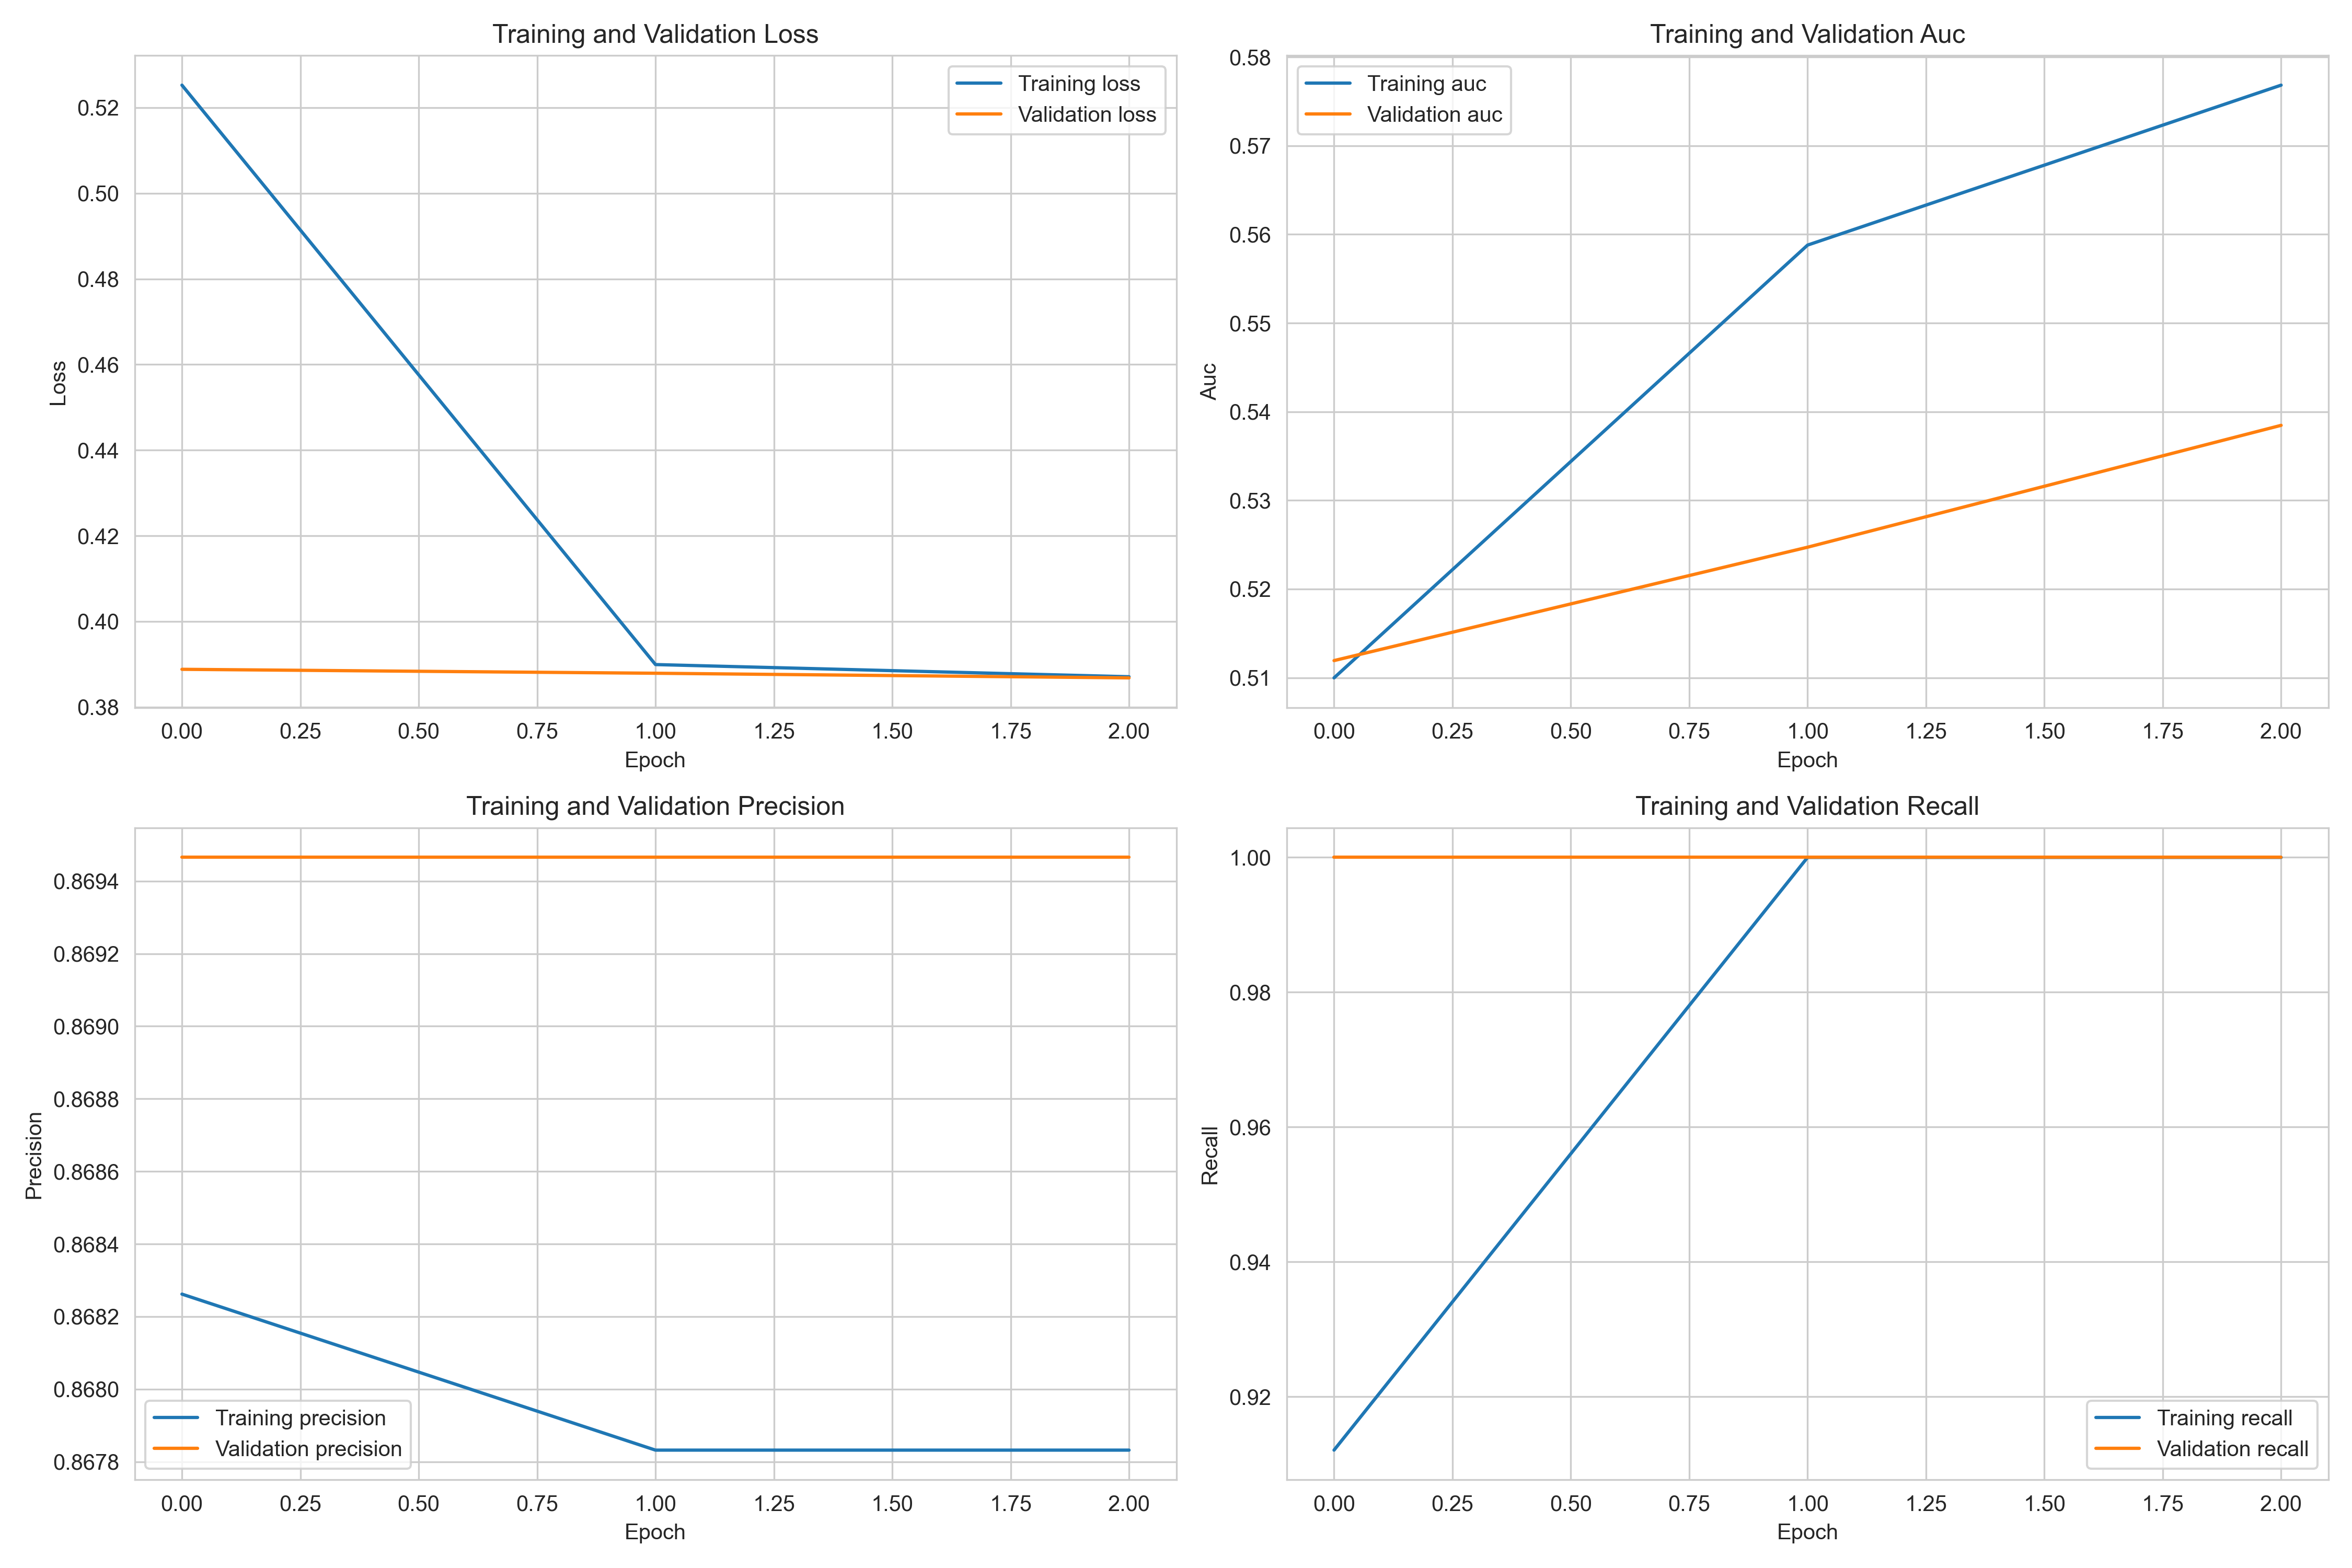 Training and Validation Loss
Training loss
Validation loss
0.52
0.50
0.48
0.46
0.44
0.42
0.40
0.38
Loss
0.00 0.25 0.50 0.75 1.00 1.25 1.50 1.75 2.00
Epoch
Training and Validation Auc
Training auc
Validation auc
0.58
0.57
0.56
0.55
0.54
0.53
0.52
0.51
Auc
0.00 0.25 0.50 0.75 1.00 1.25 1.50 1.75 2.00
Epoch
Training and Validation Precision
0.8694
0.8692
0.8690
0.8688
0.8686
0.8684
0.8682
0.8680
0.8678
Precision
Training precision
Validation precision
0.00 0.25 0.50 0.75 1.00 1.25 1.50 1.75 2.00
Epoch
Training and Validation Recall
1.00
0.98
0.96
0.94
0.92
Recall
Training recall
Validation recall
0.00 0.25 0.50 0.75 1.00 1.25 1.50 1.75 2.00
Epoch